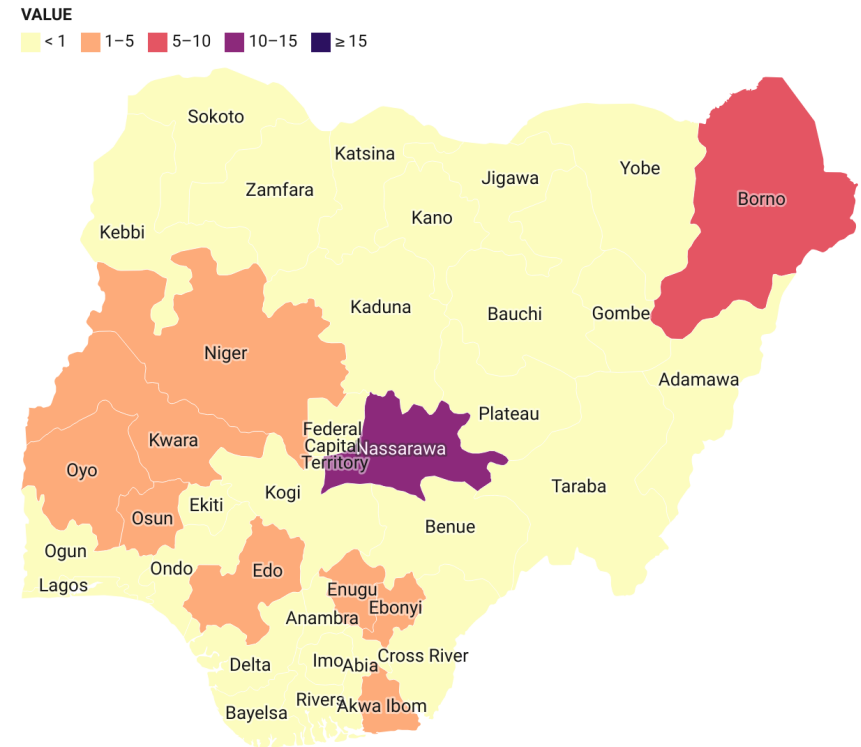 VALUE
< 1 1–5 5–10 10–15 ≥ 15
Sokoto
Katsina
Yobe
Jigawa
Zamfara
Borno
Kano
Kebbi
Kaduna
Bauchi
Gombe
Niger
Adamawa
Plateau
Federal
Capital
Territory
Nassarawa
Kwara
Oyo
Taraba
Kogi
Ekiti
Osun
Benue
Ogun
Ondo
Edo
Lagos
Enugu
Ebonyi
Anambra
Cross River
Imo
Abia
Delta
Rivers
Akwa Ibom
Bayelsa